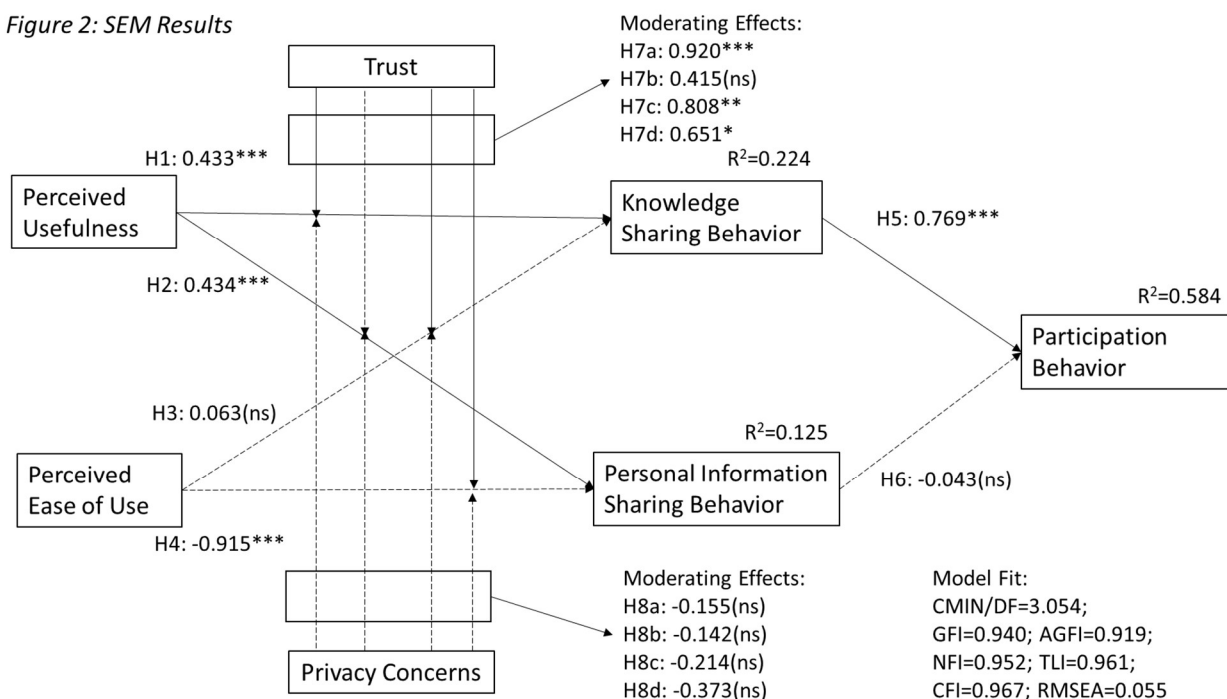 Figure 2: SEM Results
Trust
Moderating Effects:
H7a: 0.920***
H7b: 0.415(ns)
H7c: 0.808**
H7d: 0.651*
H1: 0.433***
R²=0.224
Perceived
Usefulness
Knowledge
Sharing Behavior
H5: 0.769***
H2: 0.434***
R²=0.584
Participation
Behavior
H3: 0.063(ns)
R²=0.125
Perceived
Ease of Use
Personal Information
Sharing Behavior
H6: -0.043(ns)
H4: -0.915***
Moderating Effects:
H8a: -0.155(ns)
H8b: -0.142(ns)
H8c: -0.214(ns)
H8d: -0.373(ns)
Model Fit:
CMIN/DF=3.054;
GFI=0.940; AGFI=0.919;
NFI=0.952; TLI=0.961;
CFI=0.967; RMSEA=0.055
Privacy Concerns